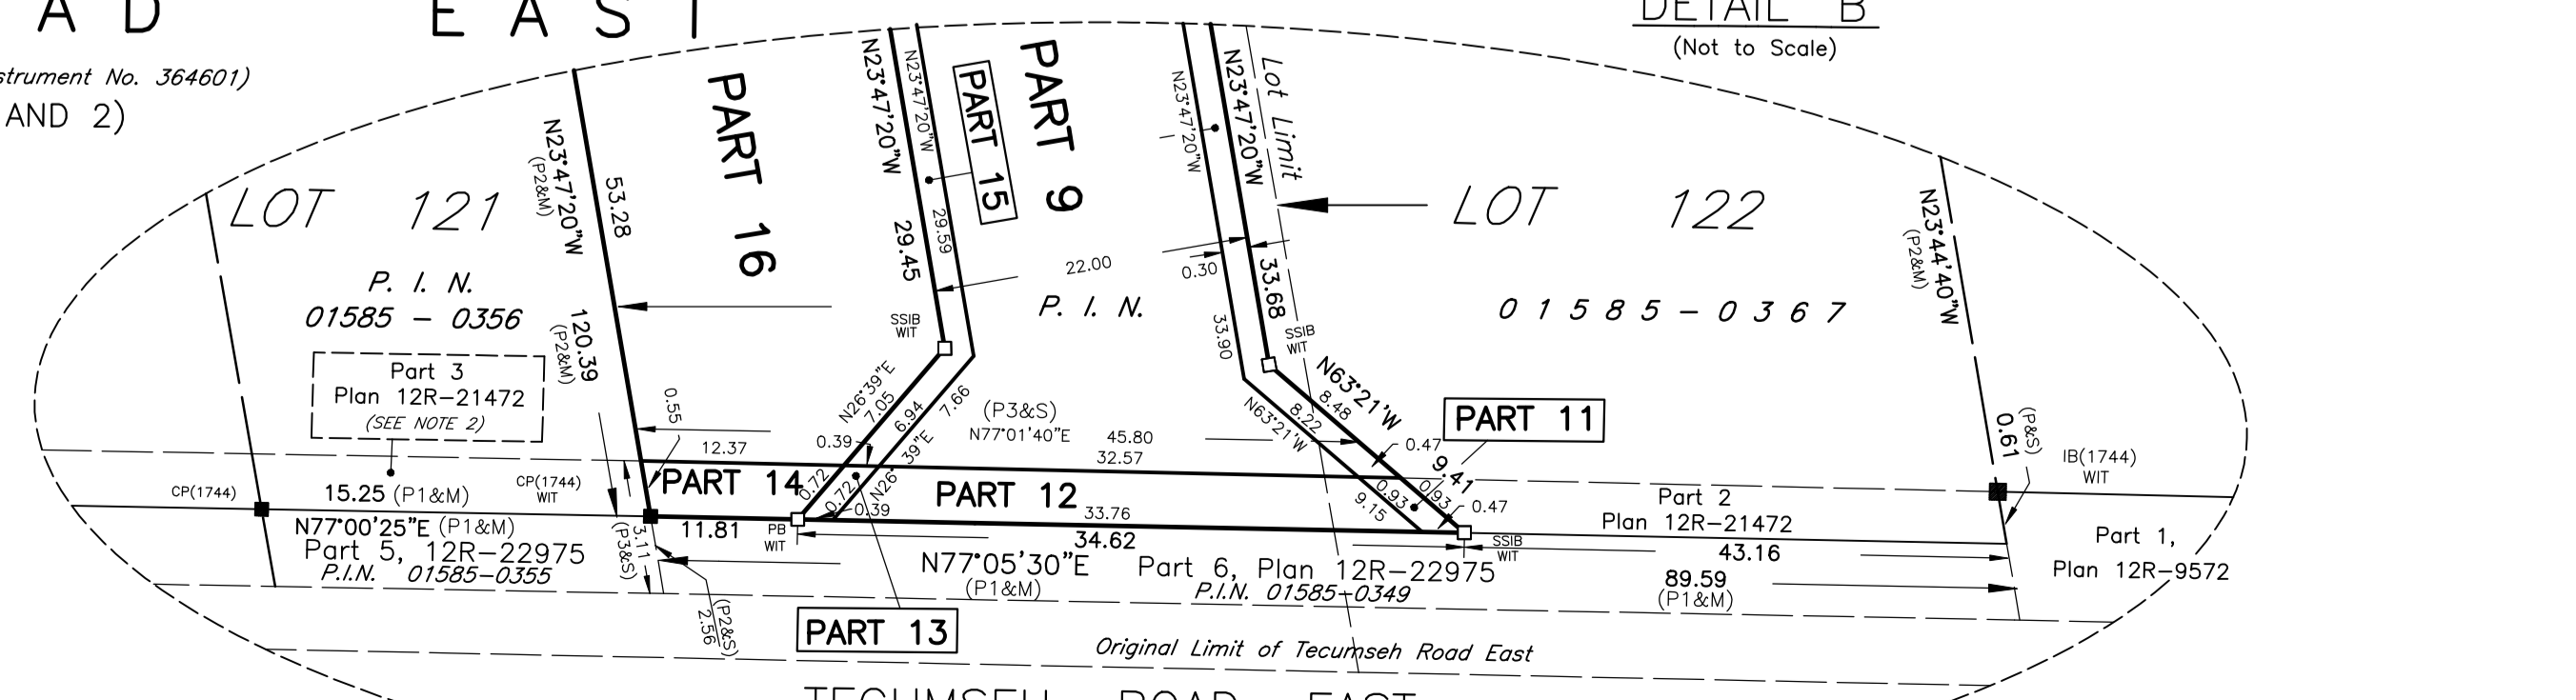 A D E A S T
DETAIL B
(Not to Scale)
strument No. 364601)
AND 2)
LOT 121
P. I. N.
01585 – 0356
Part 3
Plan 12R–21472
(SEE NOTE 2)
N23°47'20"W
(P2&M)
53.28
120.39
(P2&M)
PART 16
N23°47'20"W
29.45
N23°47'20"W
29.59
PART 15
PART 9
22.00
P. I. N.
N23°47'20"W
0.30
33.90
N23°47'20"W
33.68
Lot Limit
LOT 122
01585–0367
N23°44'40"W
(P2&M)
SSIB
WIT
SSIB
WIT
N26°39"E
7.05
6.94
7.66
N26° 39"E
(P3&S)
N77°01'40"E
45.80
32.57
N63°21'W
8.48
8.22
N63°21'W
PART 11
0.47
9.41
0.93
0.93
9.15
0.47
0.55
12.37
0.39
PART 14
0.72
0.72
0.39
PART 12
33.76
CP(1744)
15.25 (P1&M)
CP(1744)
WIT
N77°00'25"E (P1&M)
Part 5, 12R–22975
P.I.N. 01585–0355
3.11
(P3&S)
11.81
PB
WIT
34.62
SSIB
WIT
N77°05'30"E
(P1&M)
Part 6, Plan 12R–22975
P.I.N. 01585–0349
Part 2
Plan 12R–21472
43.16
89.59
(P1&M)
0.61
(P&S)
IB(1744)
WIT
Part 1,
Plan 12R–9572
(P2&S)
2.56
PART 13
Original Limit of Tecumseh Road East
TECUMSEH ROAD EAST